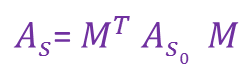 A_s = M^T A_{s_0} M